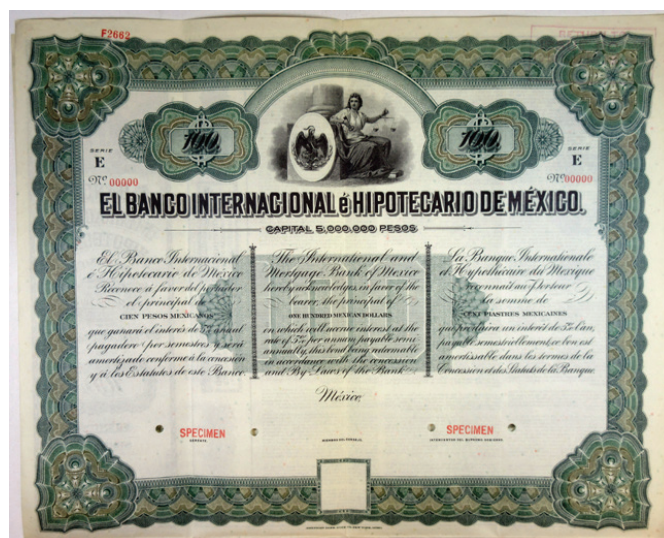 F2662
SERIE
E
100
100
SERIE
E
No. 00000
No. 00000
EL BANCO INTERNACIONAL é HIPOTECARIO DE MÉXICO.
CAPITAL 5.000.000 PESOS
El Banco Internacional
é Hipotecario de México
Reconoce á favor del portador
el principal de
CIEN PESOS MEXICANOS
que ganará el interés de 5% anual
pagadero por semestres y será
amortizado conforme á la concesión
y á los Estatutos de este Banco.
The International and
Mortgage Bank of Mexico
hereby acknowledges, in favor of the
bearer, the principal of
ONE HUNDRED MEXICAN DOLLARS
in which will accrue interest at the
rate of 5% per annum, payable semi-
annually, this bond being redeemable
in accordance with the concession
and By-Laws of the Bank.
La Banque Internationale
et Hypothécaire du Mexique
reconnait au Porteur
la somme de
CENT PIASTRES MEXICAINES
que produira un intérêt de 5% l'an,
payable semestriellement, ce bon est
amortissable dans les termes de la
Concession et des Statuts de la Banque.
México,
SPECIMEN
SPECIMEN